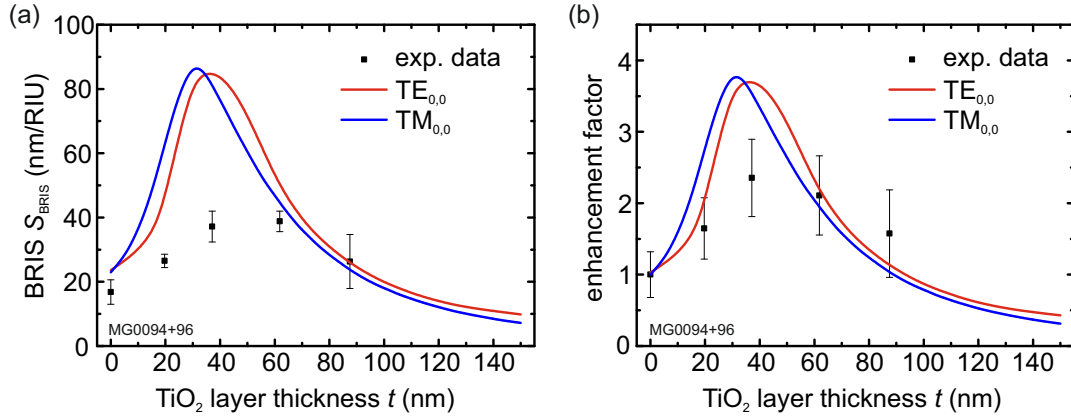 (a)
100
80
60
40
20
0
BRIS S_BRIS (nm/RIU)
exp. data
TE_0,0
TM_0,0
MG0094+96
0 20 40 60 80 100 120 140
TiO_2 layer thickness t (nm)
(b)
4
3
2
1
0
enhancement factor
exp. data
TE_0,0
TM_0,0
MG0094+96
0 20 40 60 80 100 120 140
TiO_2 layer thickness t (nm)